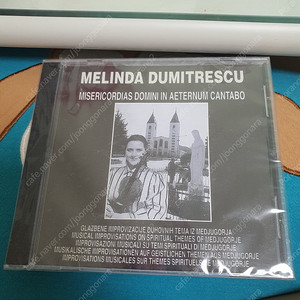 MELINDA DUMITRESCU
MISERICORDIAS DOMINI IN AETERNUM CANTABO
GLAZBENE IMPROVIZACIJE DUHOVNIH TEMA IZ MEDJUGORJA
MUSICAL IMPROVISATIONS ON SPIRITUAL THEMES OF MEDJUGORJE
IMPROVISAZIONI MUSICALI SU TEMI SPIRITUALI DI MEDJUGORJE
MUSIKALISCHE IMPROVISATIONEN AUF GEISTLICHEN THEMEN AUS MEDJUGORJE
IMPROVISATIONS MUSICALES SUR THEMES SPIRITUELS DE MEDJUGORJE